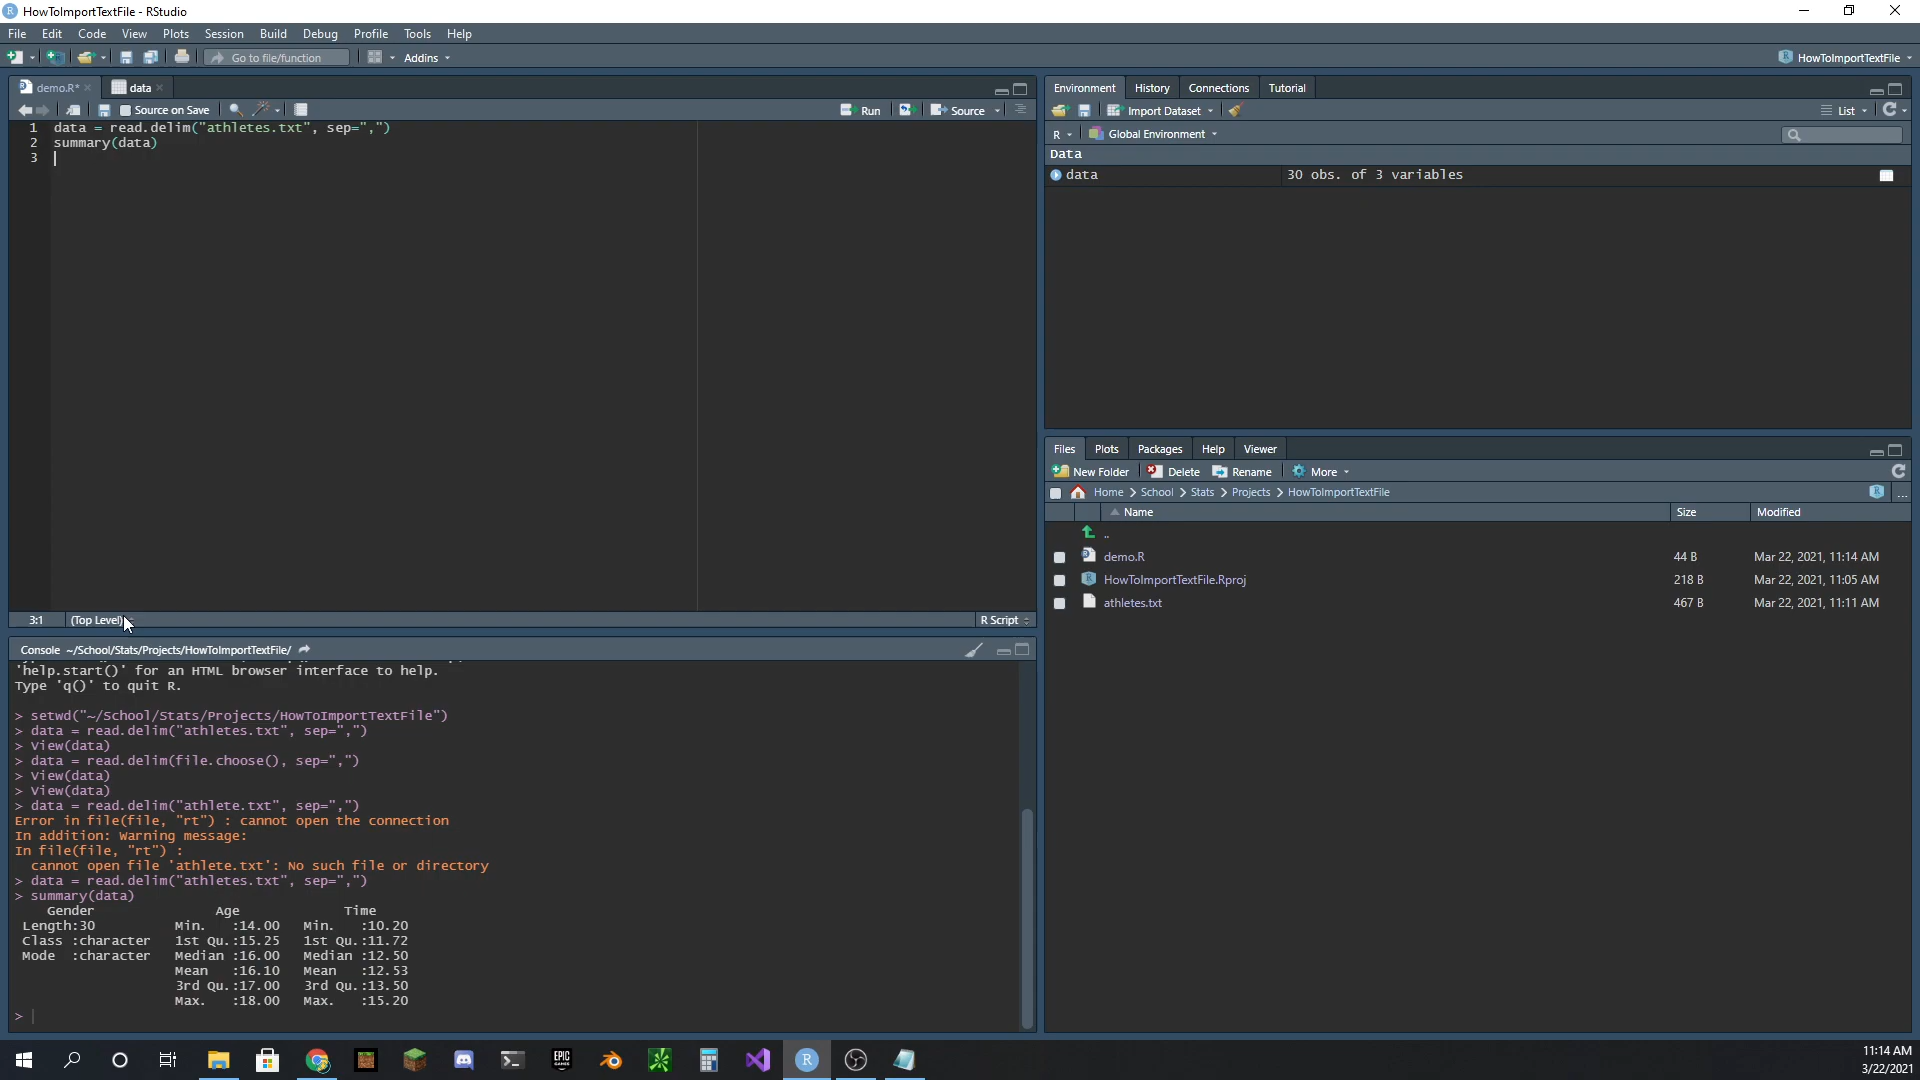 HowToImportTextFile - RStudio
File Edit Code View Plots Session Build Debug Profile Tools Help
Go to file/function Addins HowToImportTextFile
demo.R* data
Source on Save Run Source
1 data = read.delim("athletes.txt", sep=",")
2 summary(data)
3
3:1 (Top Level) R Script
Console ~/School/Stats/Projects/HowToImportTextFile/
'help.start()' for an HTML browser interface to help.
Type 'q()' to quit R.
> setwd("~/School/Stats/Projects/HowToImportTextFile")
> data = read.delim("athletes.txt", sep=",")
> View(data)
> data = read.delim(file.choose(), sep=",")
> View(data)
> View(data)
> data = read.delim("athlete.txt", sep=",")
Error in file(file, "rt") : cannot open the connection
In addition: Warning message:
In file(file, "rt") :
cannot open file 'athlete.txt': No such file or directory
> data = read.delim("athletes.txt", sep=",")
> summary(data)
Gender Age Time
Length:30 Min. :14.00 Min. :10.20
Class :character 1st Qu.:15.25 1st Qu.:11.72
Mode :character Median :16.00 Median :12.50
Mean :16.10 Mean :12.53
3rd Qu.:17.00 3rd Qu.:13.50
Max. :18.00 Max. :15.20
>
Environment History Connections Tutorial
Import Dataset List
R Global Environment
Data
data 30 obs. of 3 variables
Files Plots Packages Help Viewer
New Folder Delete Rename More
Home > School > Stats > Projects > HowToImportTextFile
Name Size Modified
..
demo.R 44 B Mar 22, 2021, 11:14 AM
HowToImportTextFile.Rproj 218 B Mar 22, 2021, 11:05 AM
athletes.txt 467 B Mar 22, 2021, 11:11 AM
EPIC GAMES
11:14 AM
3/22/2021